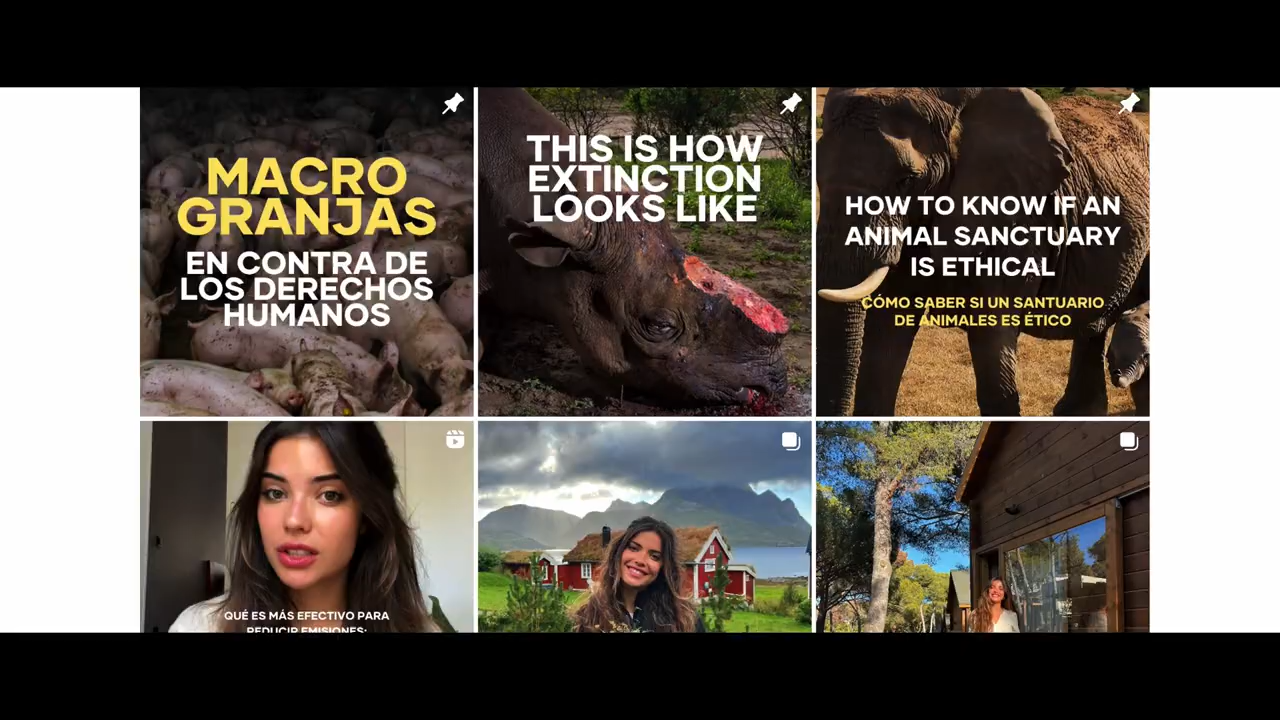 MACRO
GRANJAS
EN CONTRA DE
LOS DERECHOS
HUMANOS
THIS IS HOW
EXTINCTION
LOOKS LIKE
HOW TO KNOW IF AN
ANIMAL SANCTUARY
IS ETHICAL
CÓMO SABER SI UN SANTUARIO
DE ANIMALES ES ÉTICO
QUÉ ES MÁS EFECTIVO PARA
REDUCIR EMISIONES: